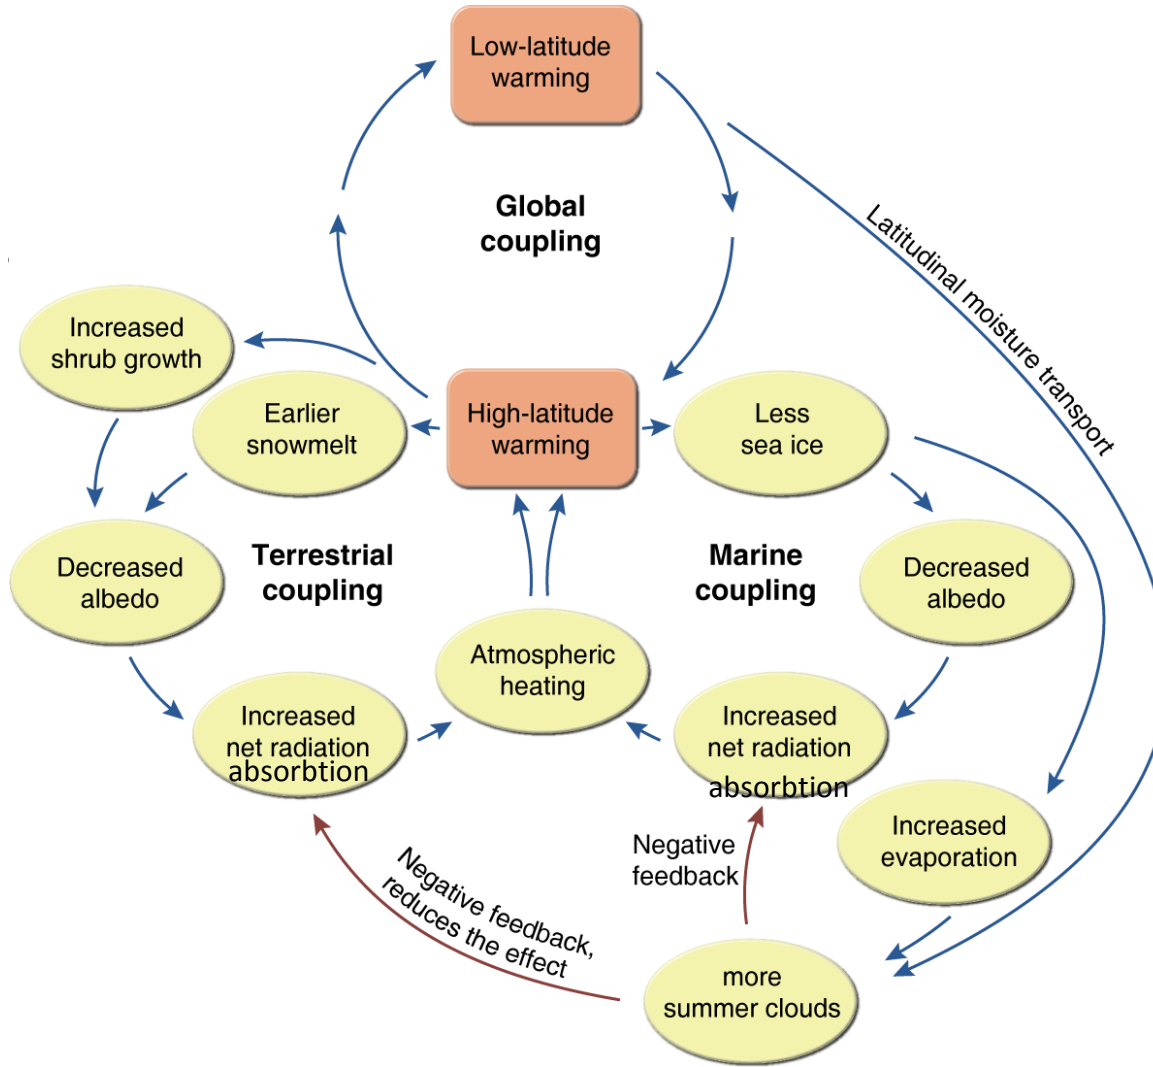 Low-latitude
warming
Global
coupling
Latitudinal moisture transport
Increased
shrub growth
Earlier
snowmelt
High-latitude
warming
Less
sea ice
Terrestrial
coupling
Marine
coupling
Decreased
albedo
Decreased
albedo
Atmospheric
heating
Increased
net radiation
absorbtion
Increased
net radiation
absorbtion
Increased
evaporation
Negative
feedback
Negative feedback,
reduces the effect
more
summer clouds